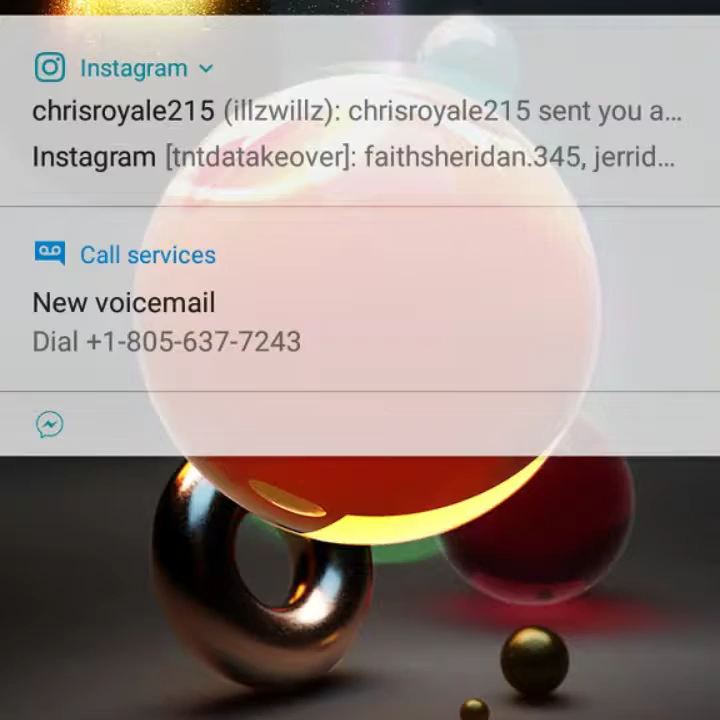 Instagram
chrisroyale215 (illzwillz): chrisroyale215 sent you a...
Instagram [tntdatakeover]: faithsheridan.345, jerrid...
Call services
New voicemail
Dial +1-805-637-7243